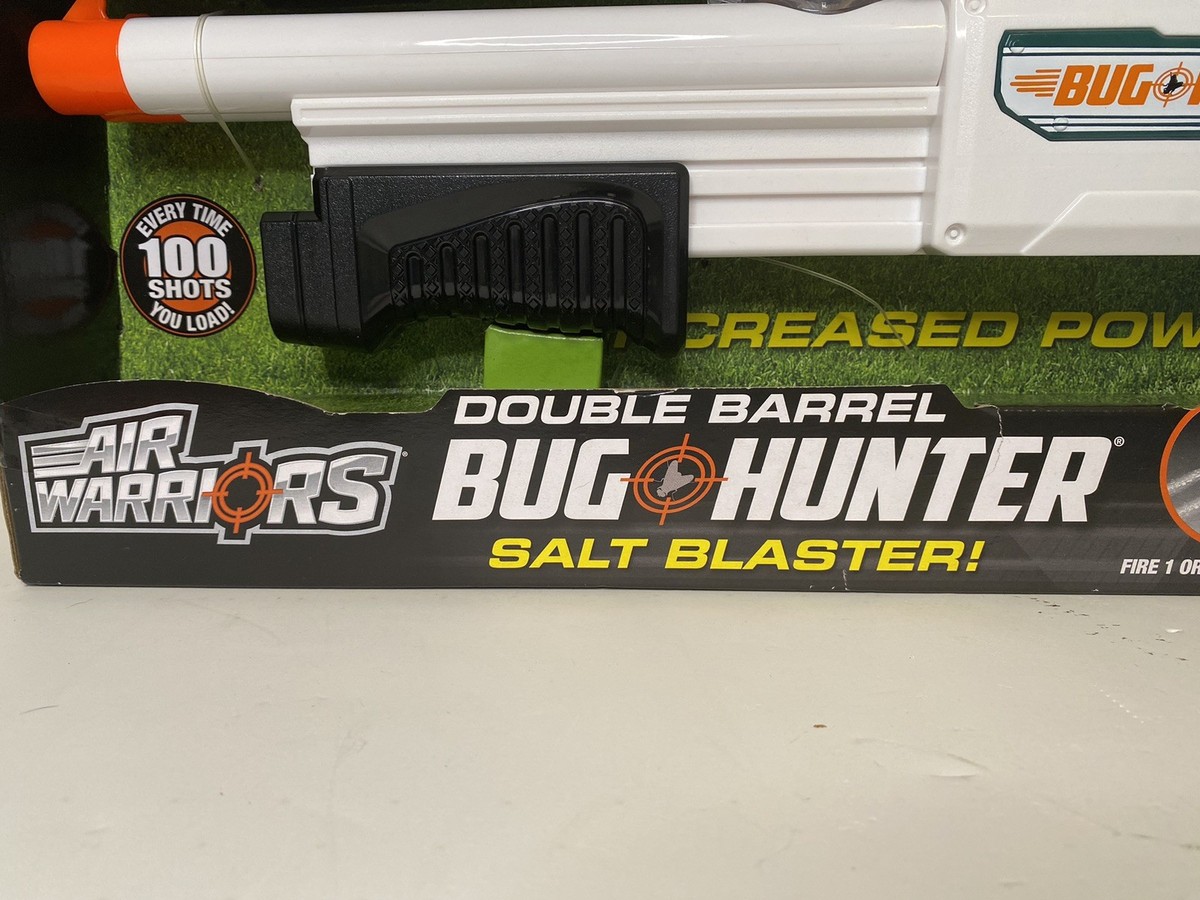 BUG
EVERY TIME
100
SHOTS
YOU LOAD!
CREASED POW
AIR
WARRIORS
DOUBLE BARREL
BUG HUNTER®
SALT BLASTER!
FIRE 1 OR